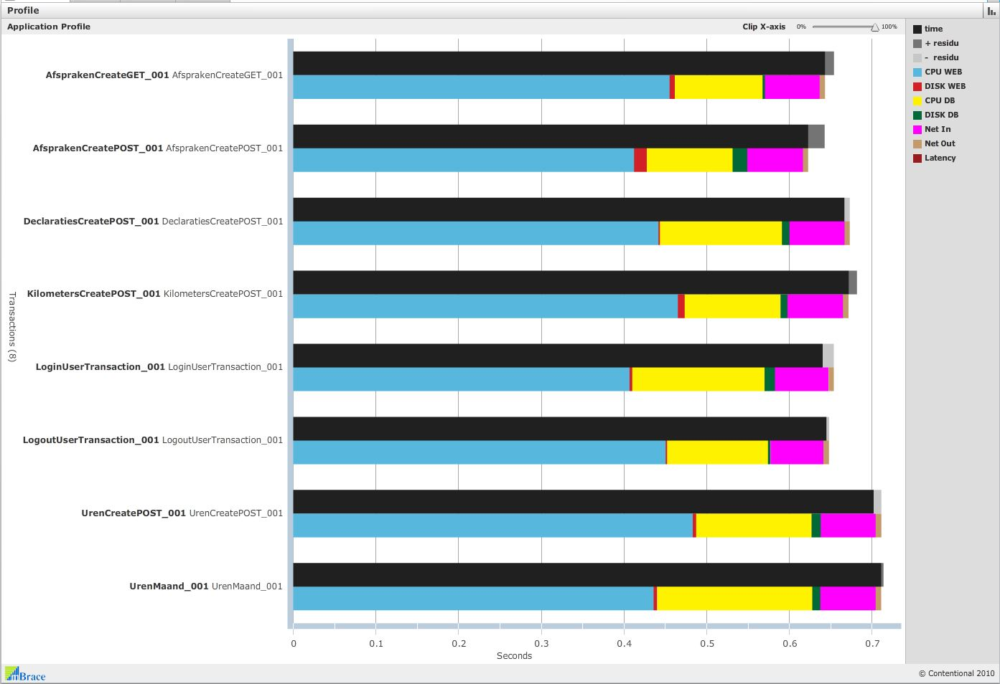 Profile
Application Profile
Clip X-axis 0% 100%
time
+ residu
- residu
CPU WEB
DISK WEB
CPU DB
DISK DB
Net In
Net Out
Latency
AfsprakenCreateGET_001 AfsprakenCreateGET_001
AfsprakenCreatePOST_001 AfsprakenCreatePOST_001
DeclaratiesCreatePOST_001 DeclaratiesCreatePOST_001
KilometersCreatePOST_001 KilometersCreatePOST_001
LoginUserTransaction_001 LoginUserTransaction_001
LogoutUserTransaction_001 LogoutUserTransaction_001
UrenCreatePOST_001 UrenCreatePOST_001
UrenMaand_001 UrenMaand_001
Transactions (8)
0 0.1 0.2 0.3 0.4 0.5 0.6 0.7
Seconds
Brace
© Contentional 2010